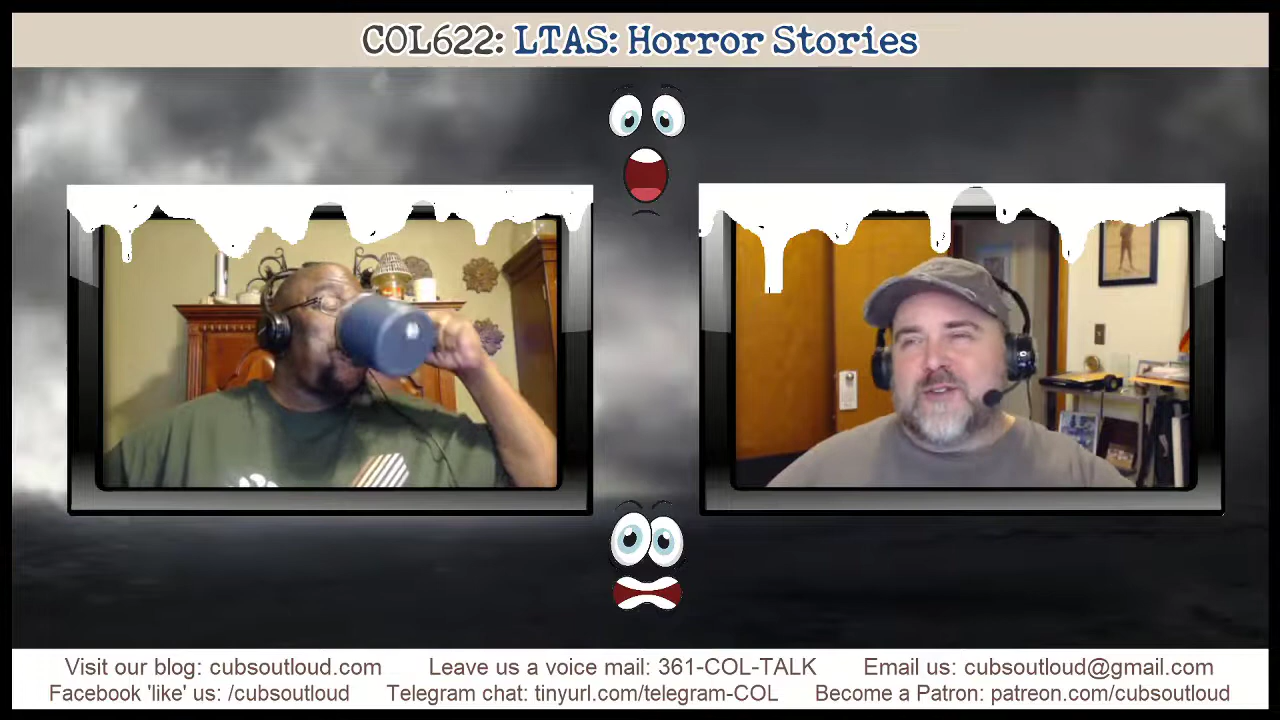 COL622: LTAS: Horror Stories
Visit our blog: cubsoutloud.com Leave us a voice mail: 361-COL-TALK Email us: cubsoutloud@gmail.com
Facebook 'like' us: /cubsoutloud Telegram chat: tinyurl.com/telegram-COL Become a Patron: patreon.com/cubsoutloud